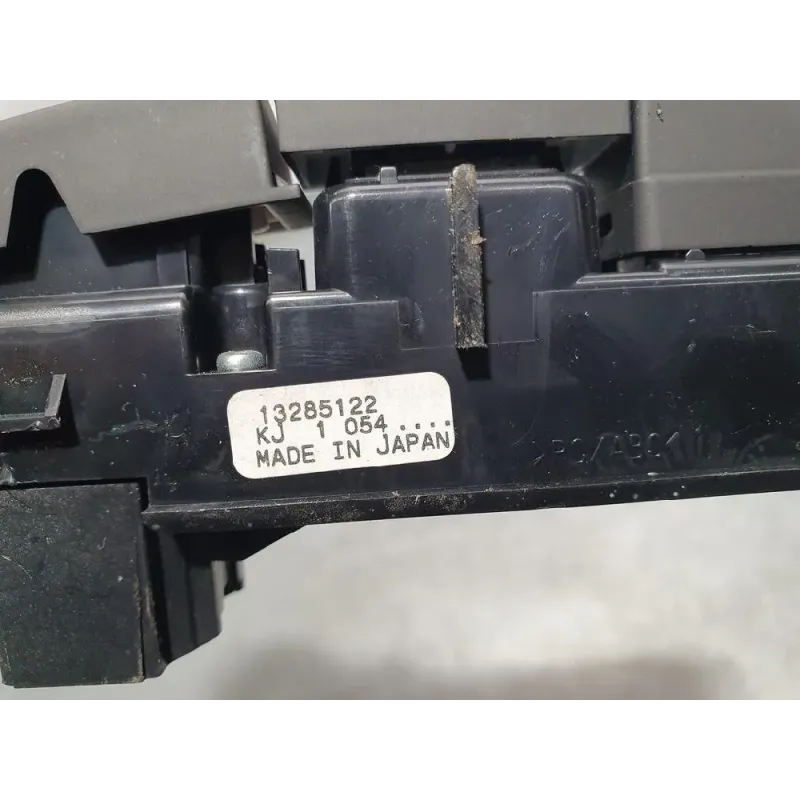 13285122
KJ 1 054 ....
MADE IN JAPAN